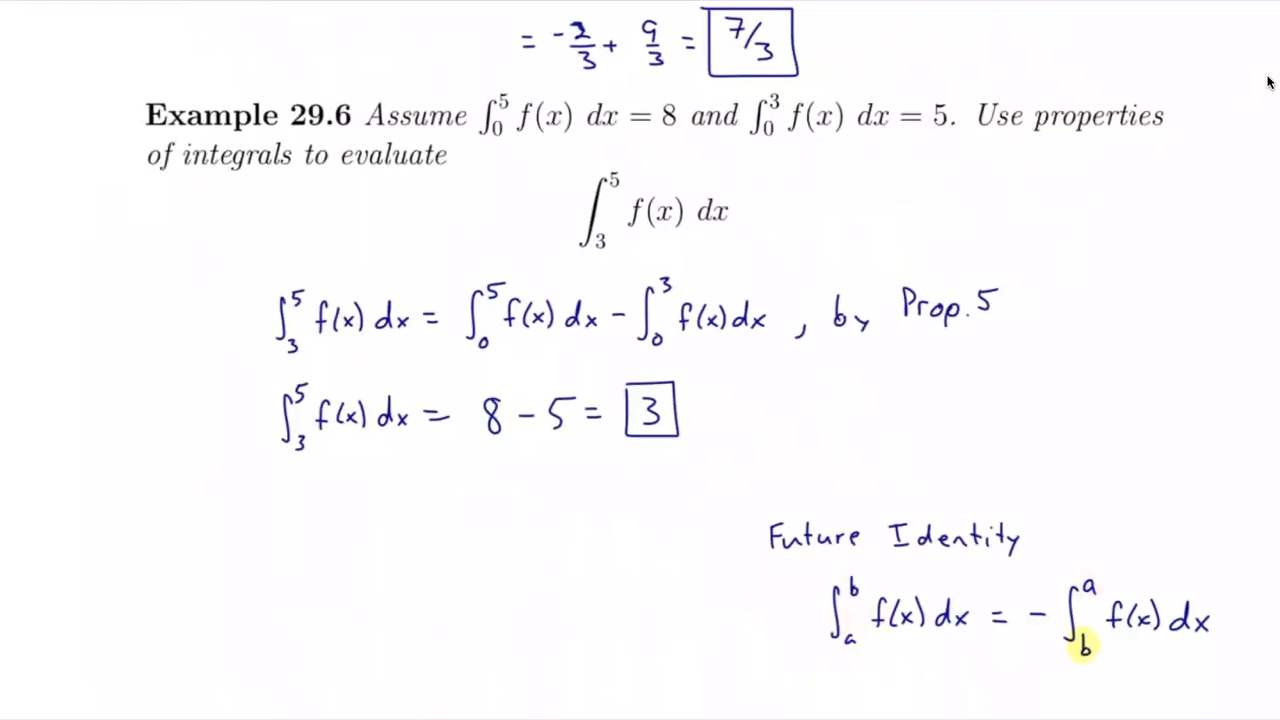 = -2/3 + 9/3 = 7/3
Example 29.6 Assume ∫₀⁵ f(x) dx = 8 and ∫₀³ f(x) dx = 5. Use properties
of integrals to evaluate
∫₃⁵ f(x) dx
∫₃⁵ f(x) dx = ∫₀⁵ f(x) dx - ∫₀³ f(x) dx , by Prop. 5
∫₃⁵ f(x) dx = 8 - 5 = 3
Future Identity
∫ₐᵇ f(x) dx = - ∫_b^a f(x) dx